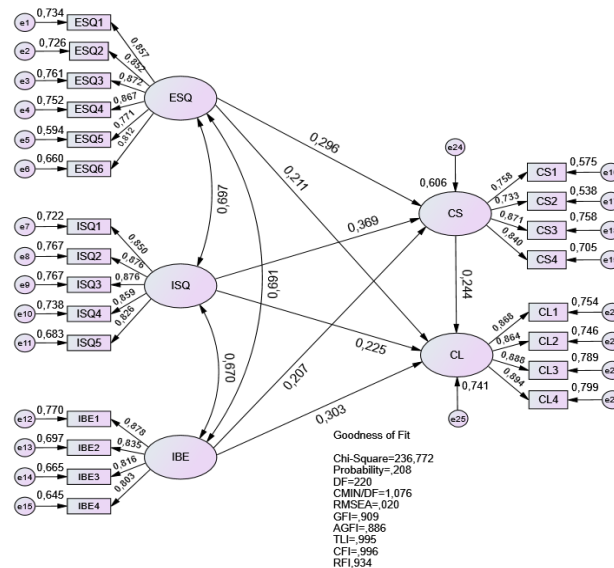 e1 0,734 ESQ1 0,857
e2 0,726 ESQ2 0,852
e3 0,761 ESQ3 0,872
e4 0,752 ESQ4 0,867
e5 0,594 ESQ5 0,771
e6 0,660 ESQ6 0,812
ESQ
0,296
0,211
0,697
0,691
e7 0,722 ISQ1 0,850
e8 0,767 ISQ2 0,876
e9 0,767 ISQ3 0,876
e10 0,738 ISQ4 0,859
e11 0,683 ISQ5 0,826
ISQ
0,369
0,225
0,670
e12 0,770 IBE1 0,878
e13 0,697 IBE2 0,835
e14 0,665 IBE3 0,816
e15 0,645 IBE4 0,803
IBE
0,207
0,303
e24
0,606
CS
0,758 CS1 0,575
0,733 CS2 0,538
0,871 CS3 0,758
0,840 CS4 0,705
0,244
CL
0,741
e25
0,868 CL1 0,754
0,864 CL2 0,746
0,888 CL3 0,789
0,894 CL4 0,799
Goodness of Fit
Chi-Square=236,772
Probability=,208
DF=220
CMIN/DF=1,076
RMSEA=,020
GFI=,909
AGFI=,886
TLI=,995
CFI=,996
RFI,934